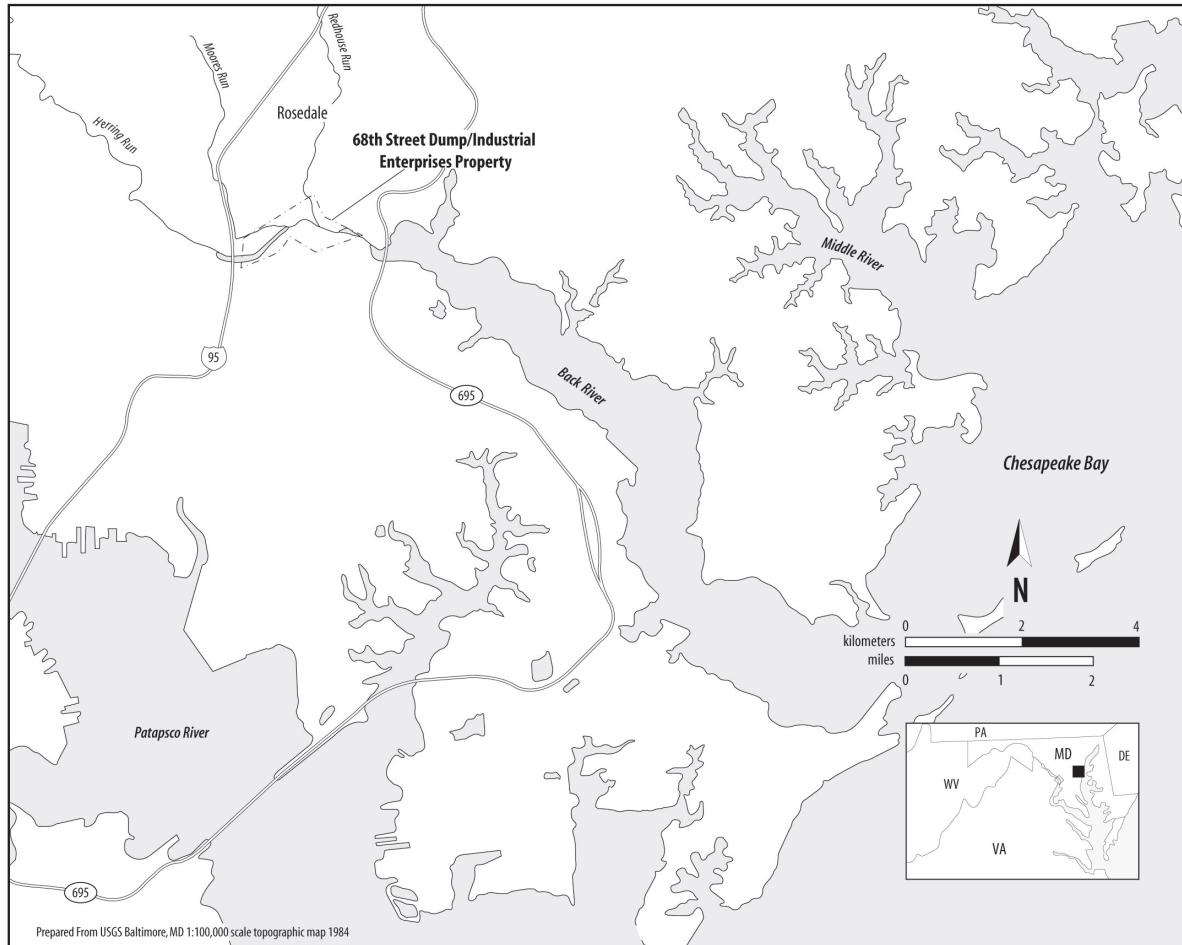 Redhouse Run
Moores Run
Herring Run
Rosedale
68th Street Dump/Industrial
Enterprises Property
Middle River
95
695
Back River
Chesapeake Bay
N
0 2 4
kilometers
miles
0 1 2
Patapsco River
PA
MD
DE
WV
VA
695
Prepared From USGS Baltimore, MD 1:100,000 scale topographic map 1984